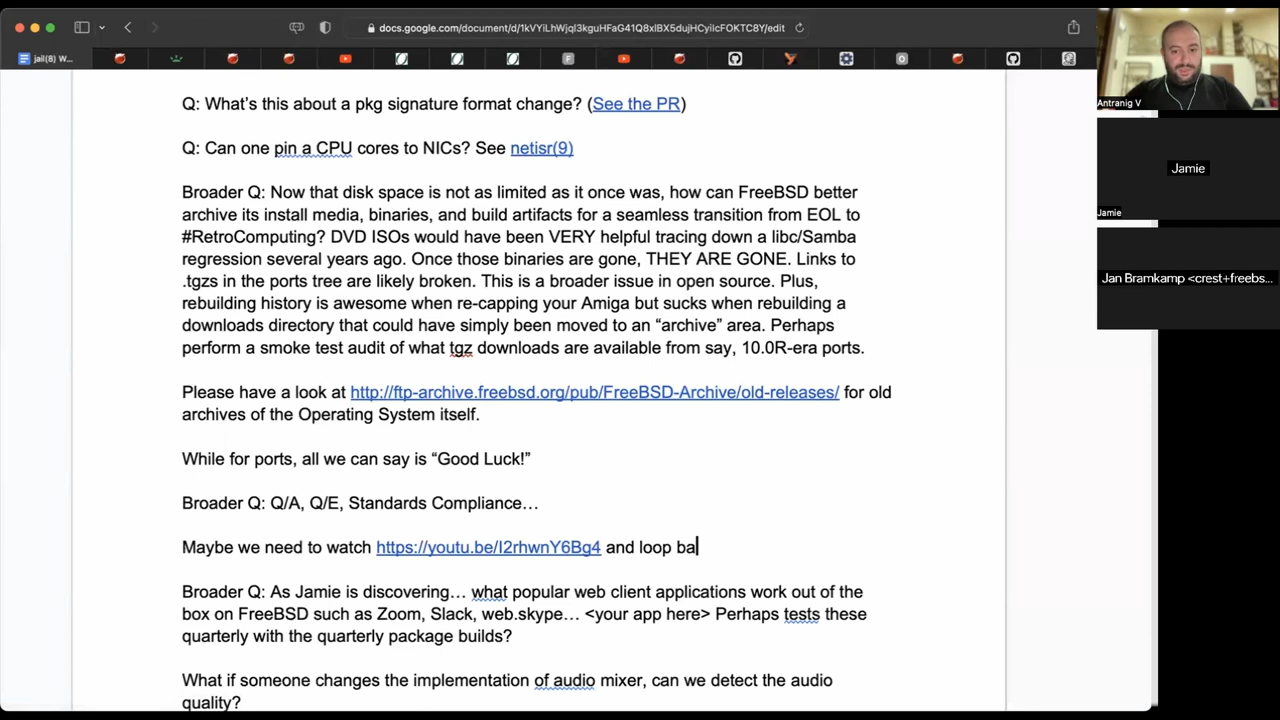 docs.google.com/document/d/1kVYiLhWjql3kguHFaG41Q8xlBX5dujHCyilcFOKTC8Y/edit
jail(8) W...
Q: What's this about a pkg signature format change? (See the PR)
Q: Can one pin a CPU cores to NICs? See netisr(9)
Broader Q: Now that disk space is not as limited as it once was, how can FreeBSD better
archive its install media, binaries, and build artifacts for a seamless transition from EOL to
#RetroComputing? DVD ISOs would have been VERY helpful tracing down a libc/Samba
regression several years ago. Once those binaries are gone, THEY ARE GONE. Links to
.tgzs in the ports tree are likely broken. This is a broader issue in open source. Plus,
rebuilding history is awesome when re-capping your Amiga but sucks when rebuilding a
downloads directory that could have simply been moved to an “archive” area. Perhaps
perform a smoke test audit of what tgz downloads are available from say, 10.0R-era ports.
Please have a look at http://ftp-archive.freebsd.org/pub/FreeBSD-Archive/old-releases/ for old
archives of the Operating System itself.
While for ports, all we can say is “Good Luck!”
Broader Q: Q/A, Q/E, Standards Compliance…
Maybe we need to watch https://youtu.be/I2rhwnY6Bg4 and loop ba
Broader Q: As Jamie is discovering… what popular web client applications work out of the
box on FreeBSD such as Zoom, Slack, web.skype… <your app here> Perhaps tests these
quarterly with the quarterly package builds?
What if someone changes the implementation of audio mixer, can we detect the audio
quality?
Antranig V
Jamie
Jamie
Jan Bramkamp <crest+freebs...